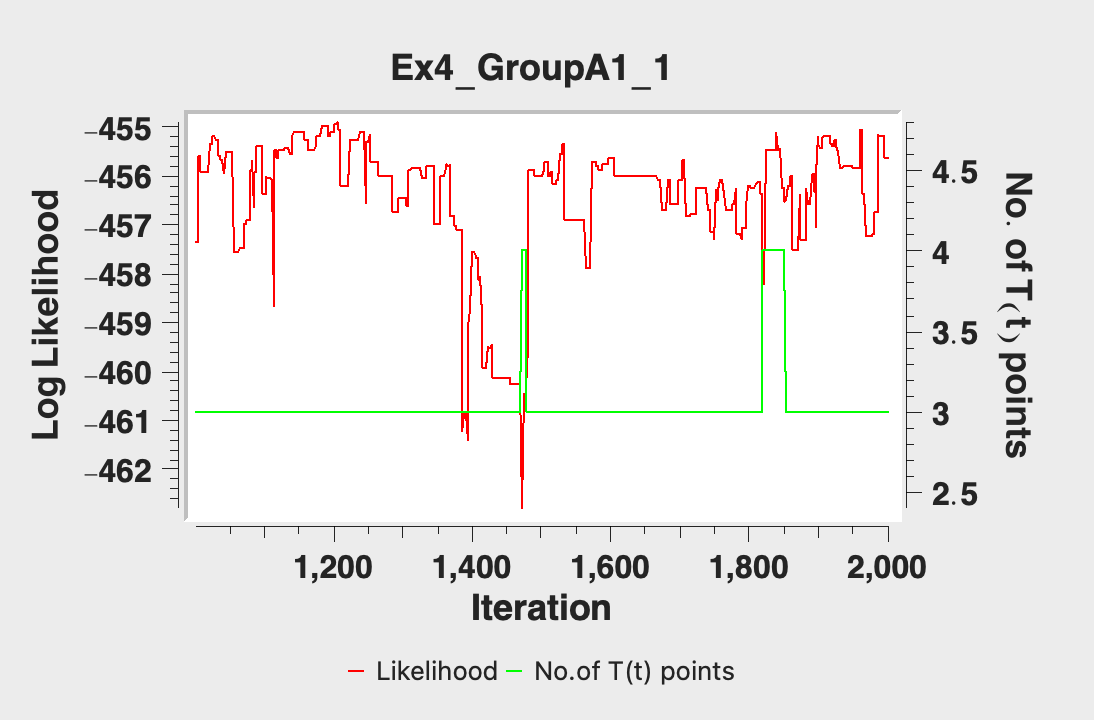 Ex4_GroupA1_1
Log Likelihood
-455
-456
-457
-458
-459
-460
-461
-462
4.5
4
3.5
3
2.5
No. of T(t) points
1,200 1,400 1,600 1,800 2,000
Iteration
Likelihood No.of T(t) points